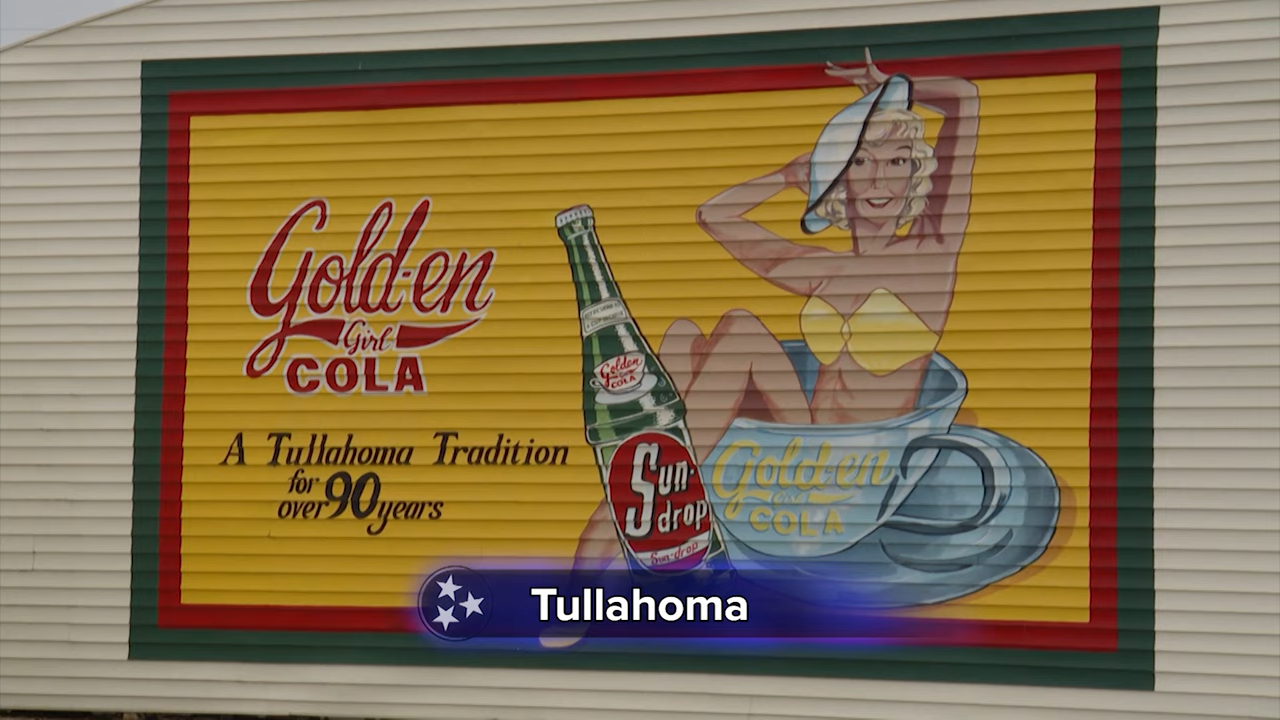 Gold-en
Girl
COLA
A Tullahoma Tradition
for
over 90 years
Golden
COLA
Sun-
drop
Sun-drop
Gold-en
Girl
COLA
Tullahoma